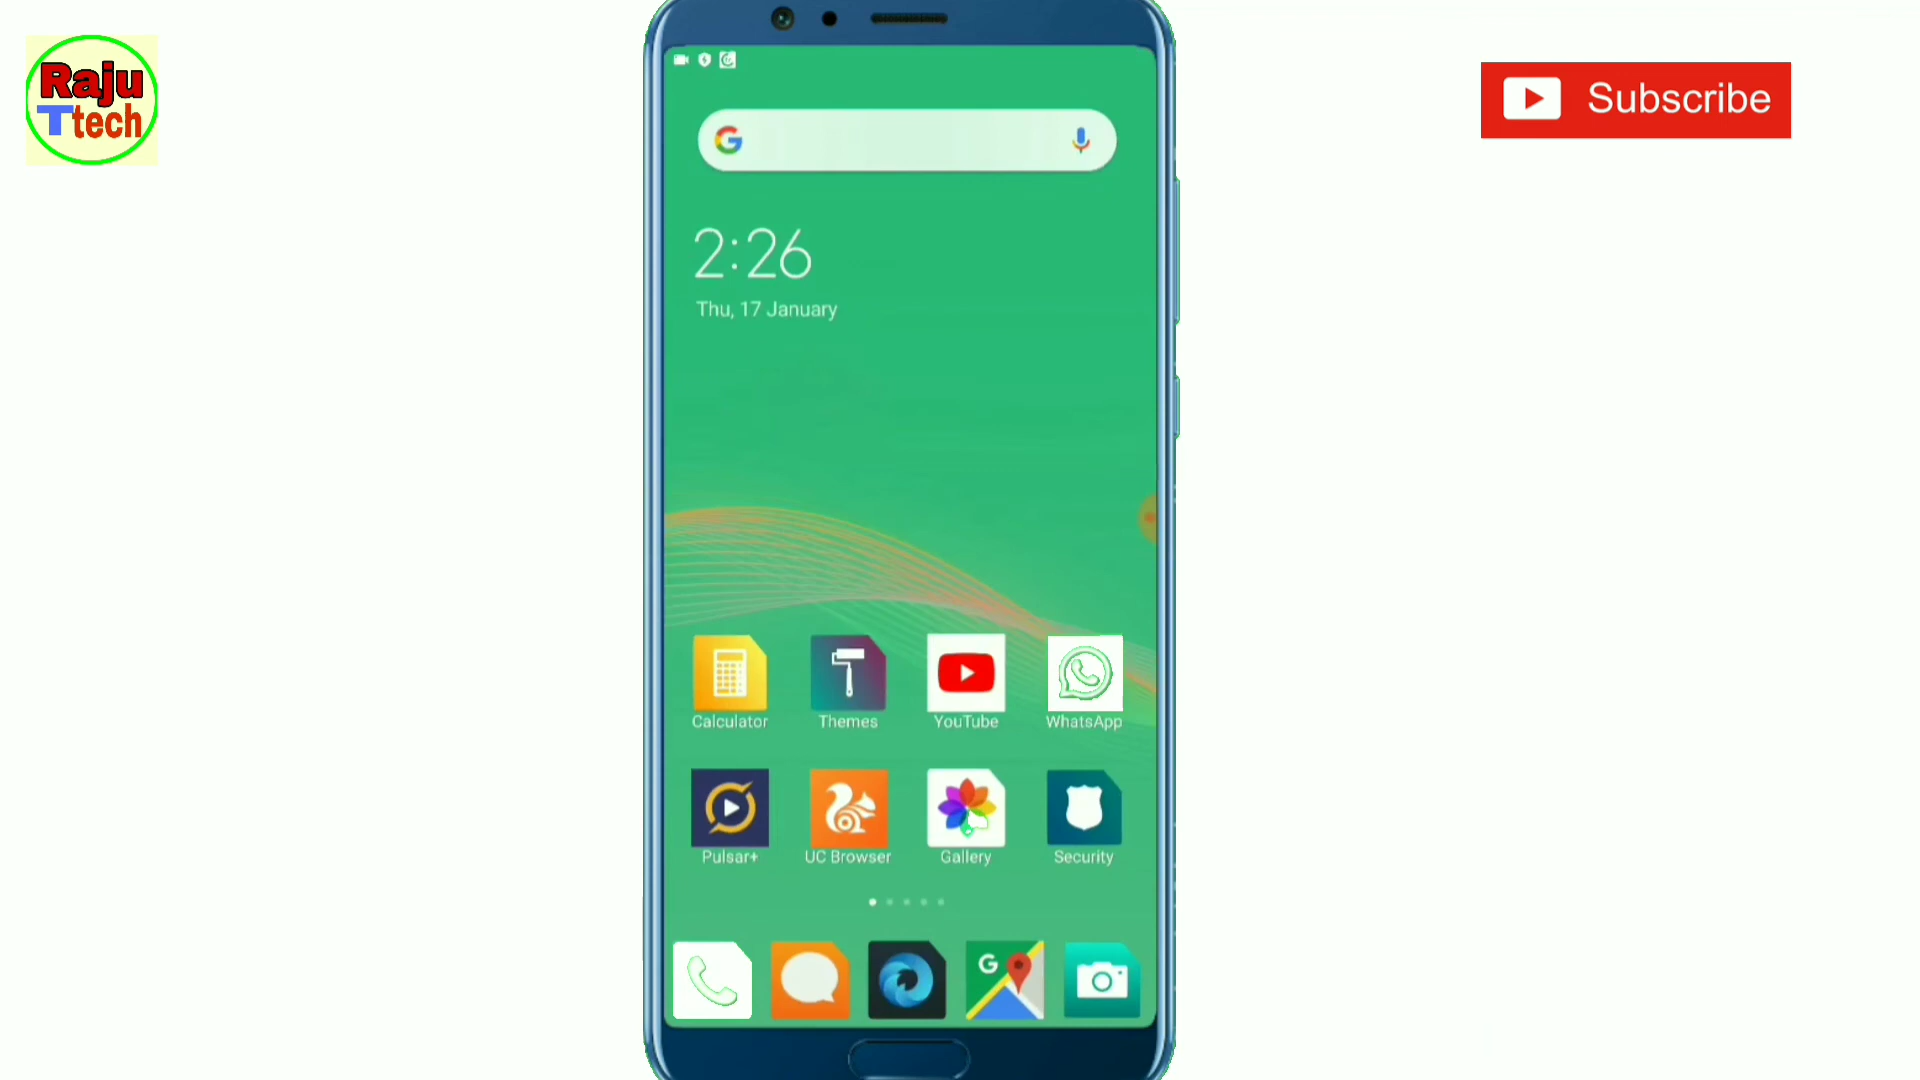 Raju
Ttech
Subscribe
2:26
Thu, 17 January
Calculator
Themes
YouTube
WhatsApp
Pulsar+
UC Browser
Gallery
Security
G